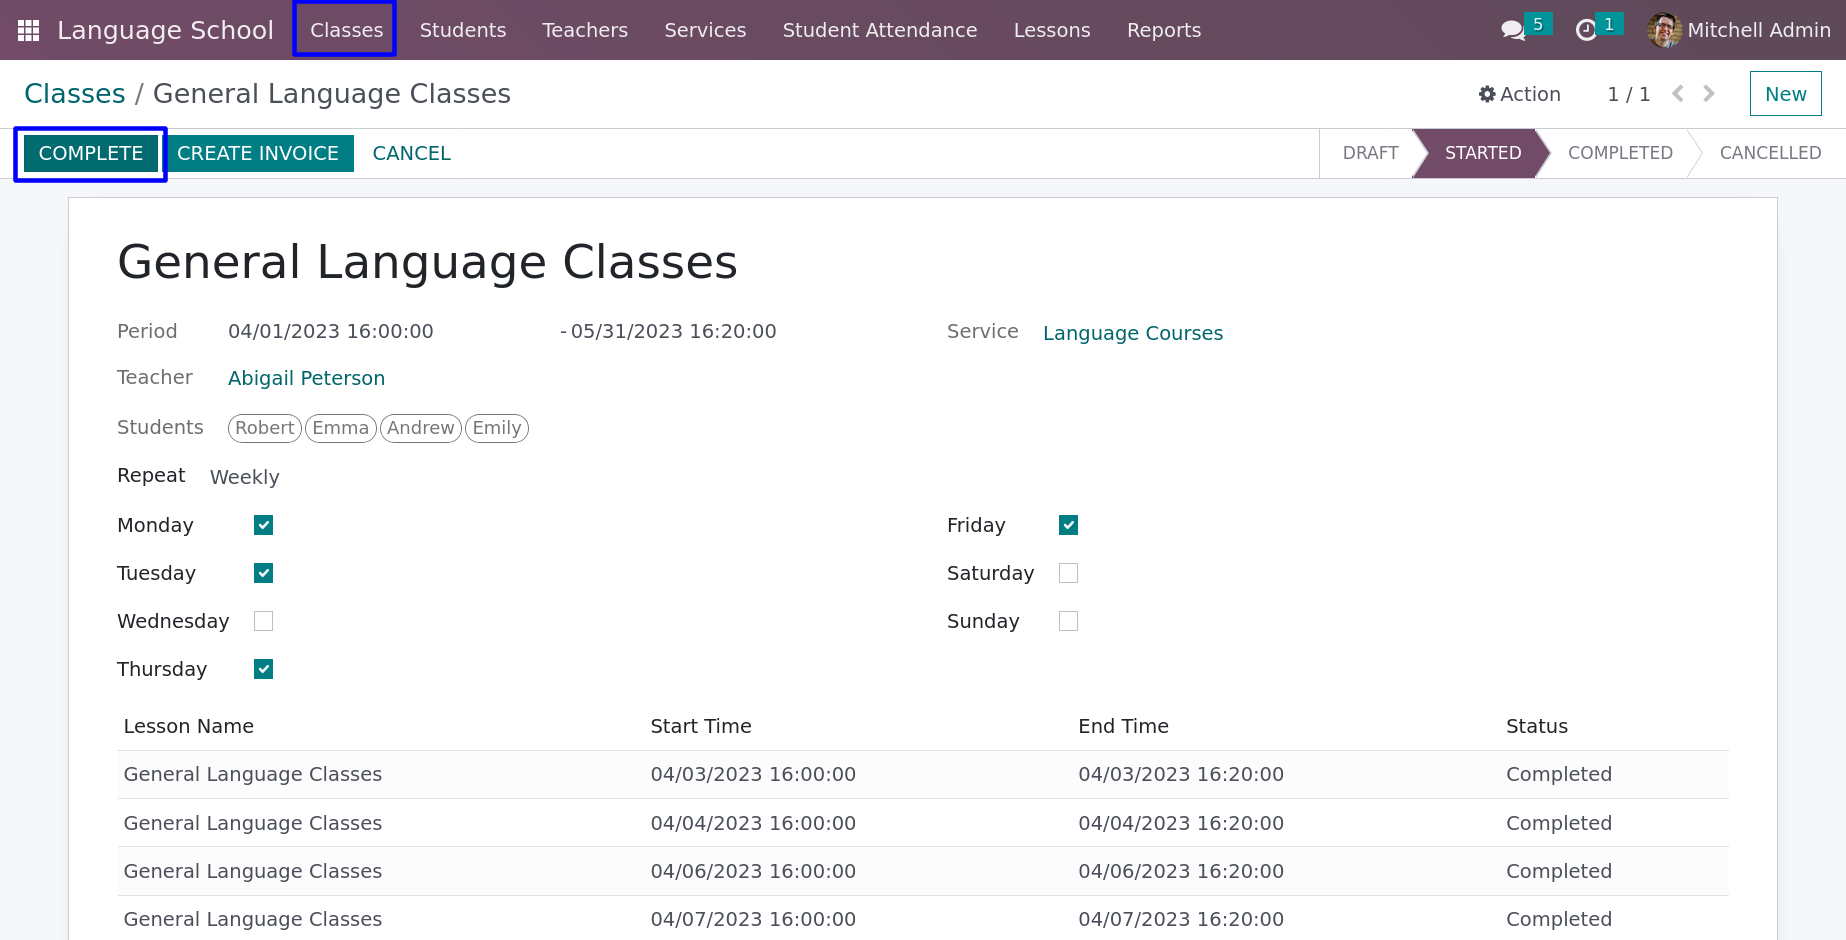 Language School Classes Students Teachers Services Student Attendance Lessons Reports 5 1 Mitchell Admin
Classes / General Language Classes Action 1 / 1 New
COMPLETE CREATE INVOICE CANCEL DRAFT STARTED COMPLETED CANCELLED
General Language Classes
Period 04/01/2023 16:00:00 - 05/31/2023 16:20:00 Service Language Courses
Teacher Abigail Peterson
Students Robert Emma Andrew Emily
Repeat Weekly
Monday Friday
Tuesday Saturday
Wednesday Sunday
Thursday
Lesson Name Start Time End Time Status
General Language Classes 04/03/2023 16:00:00 04/03/2023 16:20:00 Completed
General Language Classes 04/04/2023 16:00:00 04/04/2023 16:20:00 Completed
General Language Classes 04/06/2023 16:00:00 04/06/2023 16:20:00 Completed
General Language Classes 04/07/2023 16:00:00 04/07/2023 16:20:00 Completed